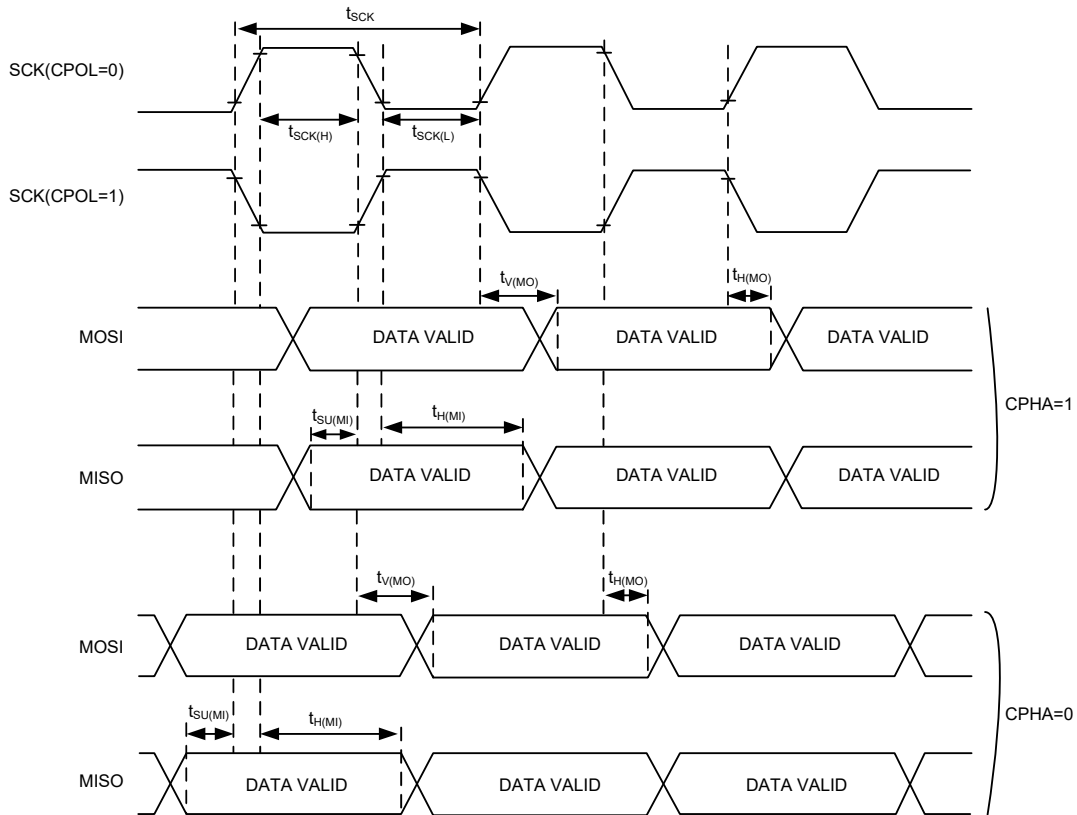 tSCK
SCK(CPOL=0)
tSCK(H)
tSCK(L)
SCK(CPOL=1)
tV(MO)
tH(MO)
MOSI
DATA VALID
DATA VALID
DATA VALID
CPHA=1
tSU(MI)
tH(MI)
MISO
DATA VALID
DATA VALID
DATA VALID
tV(MO)
tH(MO)
MOSI
DATA VALID
DATA VALID
DATA VALID
CPHA=0
tSU(MI)
tH(MI)
MISO
DATA VALID
DATA VALID
DATA VALID